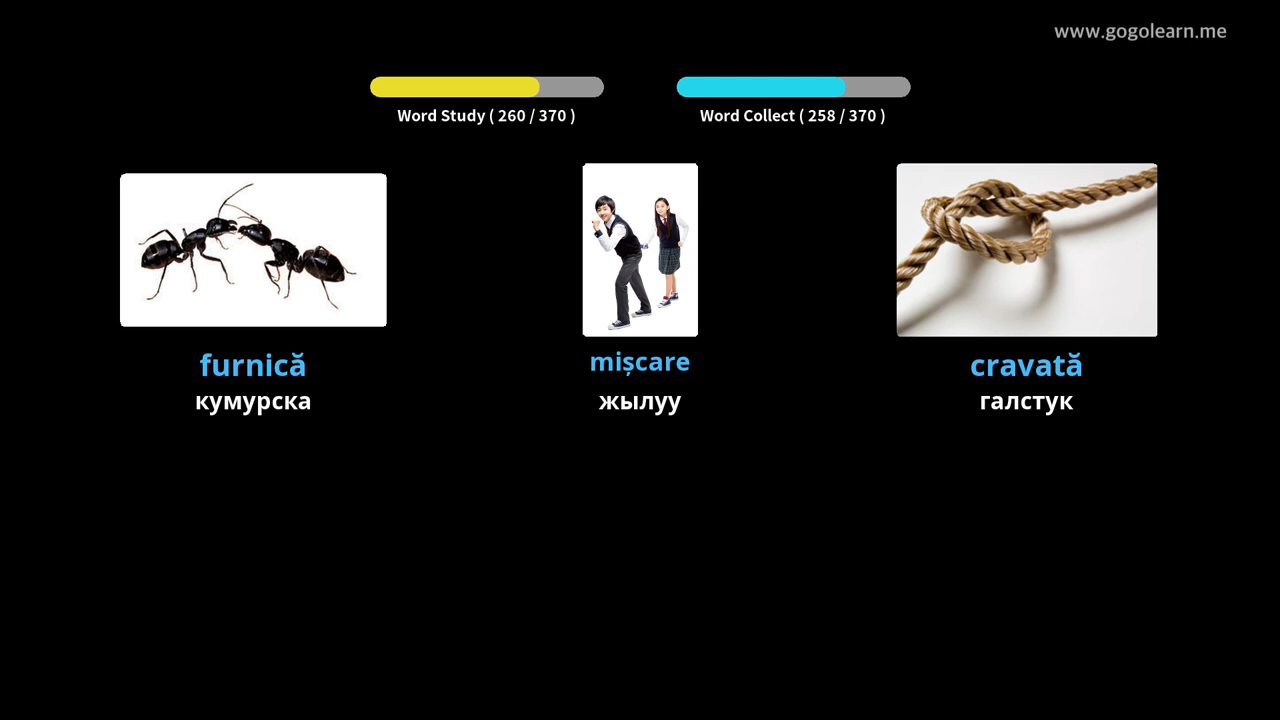 www.gogolearn.me
Word Study ( 260 / 370 )
Word Collect ( 258 / 370 )
furnică
mișcare
cravată
кумурска
жылуу
галстук